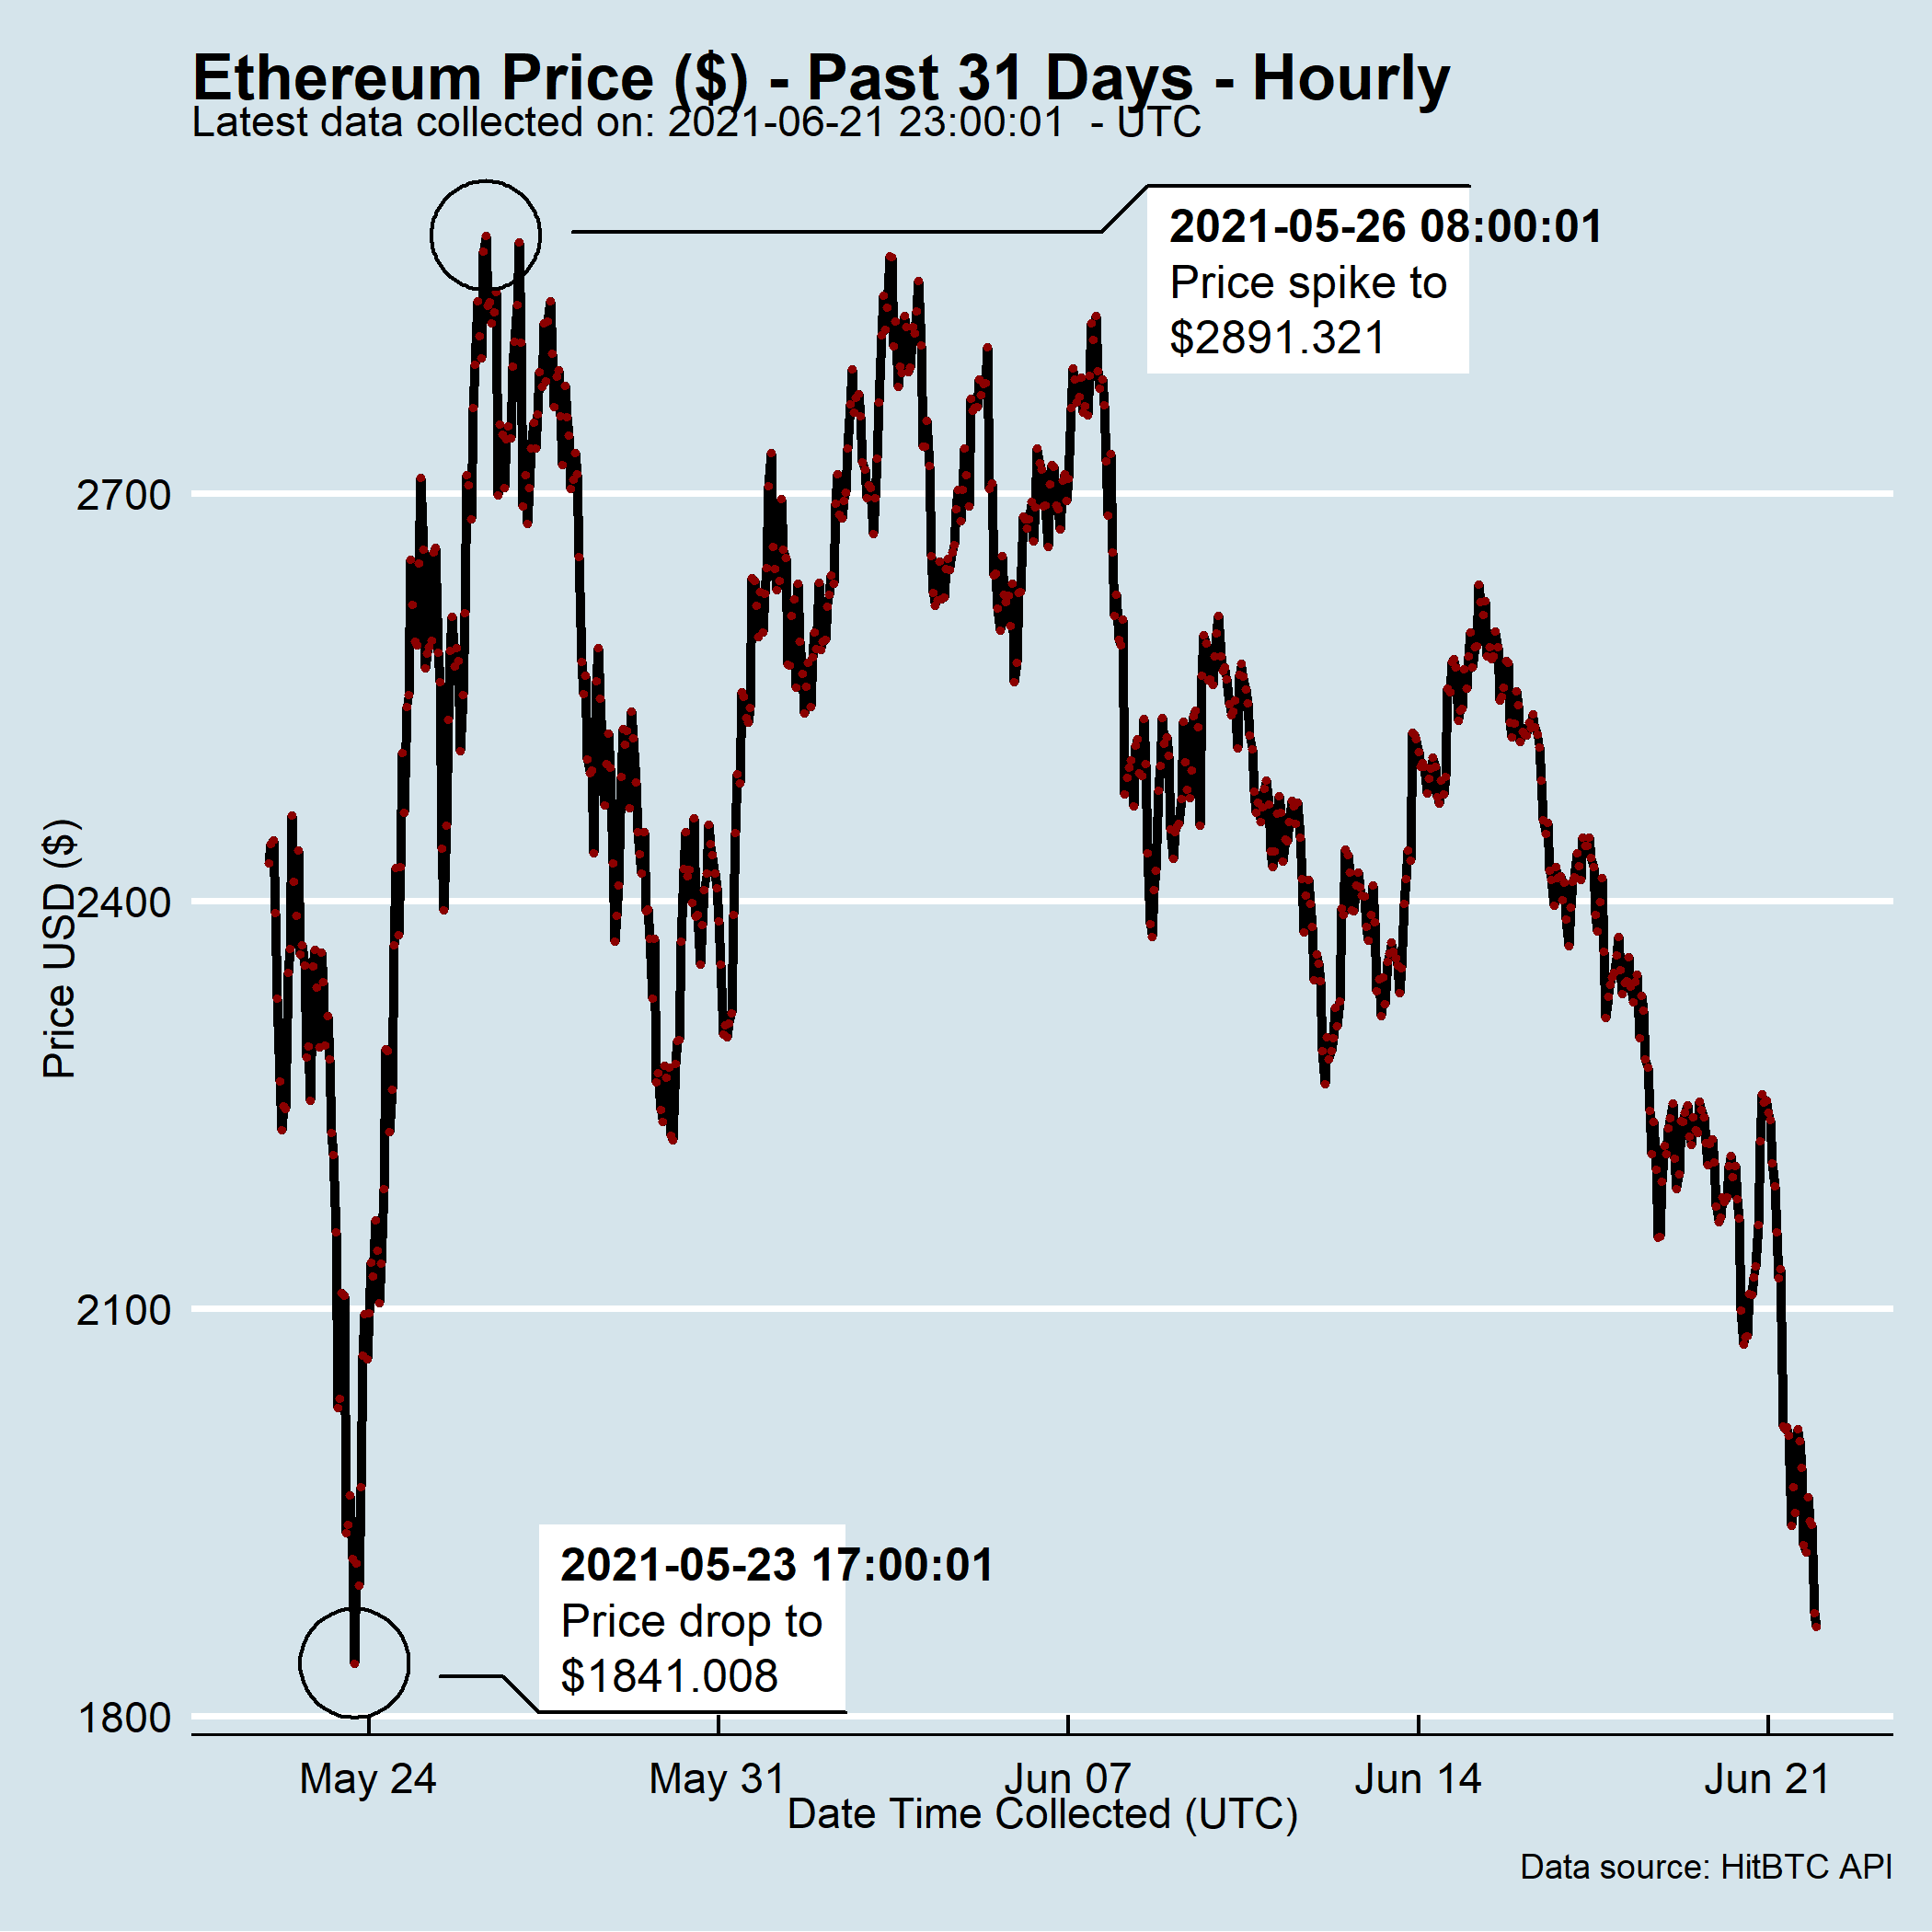 Ethereum Price ($) - Past 31 Days - Hourly
Latest data collected on: 2021-06-21 23:00:01  - UTC
2021-05-26 08:00:01
Price spike to
$2891.321
2700
2400
2100
1800
Price USD ($)
2021-05-23 17:00:01
Price drop to
$1841.008
May 24
May 31
Jun 07
Jun 14
Jun 21
Date Time Collected (UTC)
Data source: HitBTC API